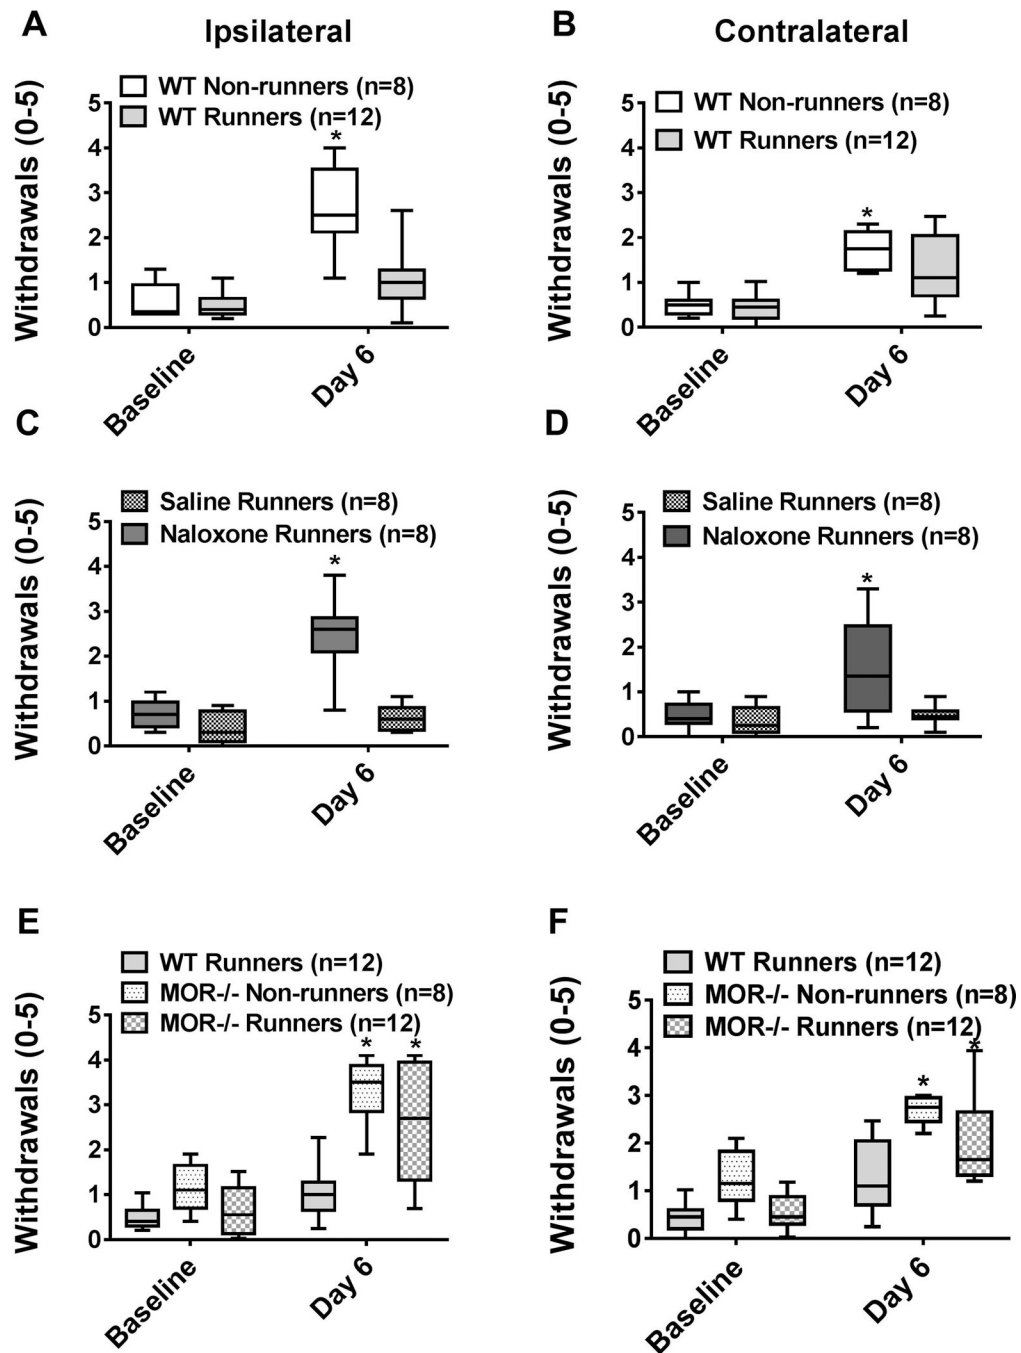 A
Ipsilateral
Withdrawals (0-5)
WT Non-runners (n=8)
WT Runners (n=12)
5
4
3
2
1
0
*
Baseline
Day 6
B
Contralateral
Withdrawals (0-5)
WT Non-runners (n=8)
WT Runners (n=12)
5
4
3
2
1
0
*
Baseline
Day 6
C
Withdrawals (0-5)
Saline Runners (n=8)
Naloxone Runners (n=8)
5
4
3
2
1
0
*
Baseline
Day 6
D
Withdrawals (0-5)
Saline Runners (n=8)
Naloxone Runners (n=8)
5
4
3
2
1
0
*
Baseline
Day 6
E
Withdrawals (0-5)
WT Runners (n=12)
MOR-/- Non-runners (n=8)
MOR-/- Runners (n=12)
5
4
3
2
1
0
* *
Baseline
Day 6
F
Withdrawals (0-5)
WT Runners (n=12)
MOR-/- Non-runners (n=8)
MOR-/- Runners (n=12)
5
4
3
2
1
0
* *
Baseline
Day 6